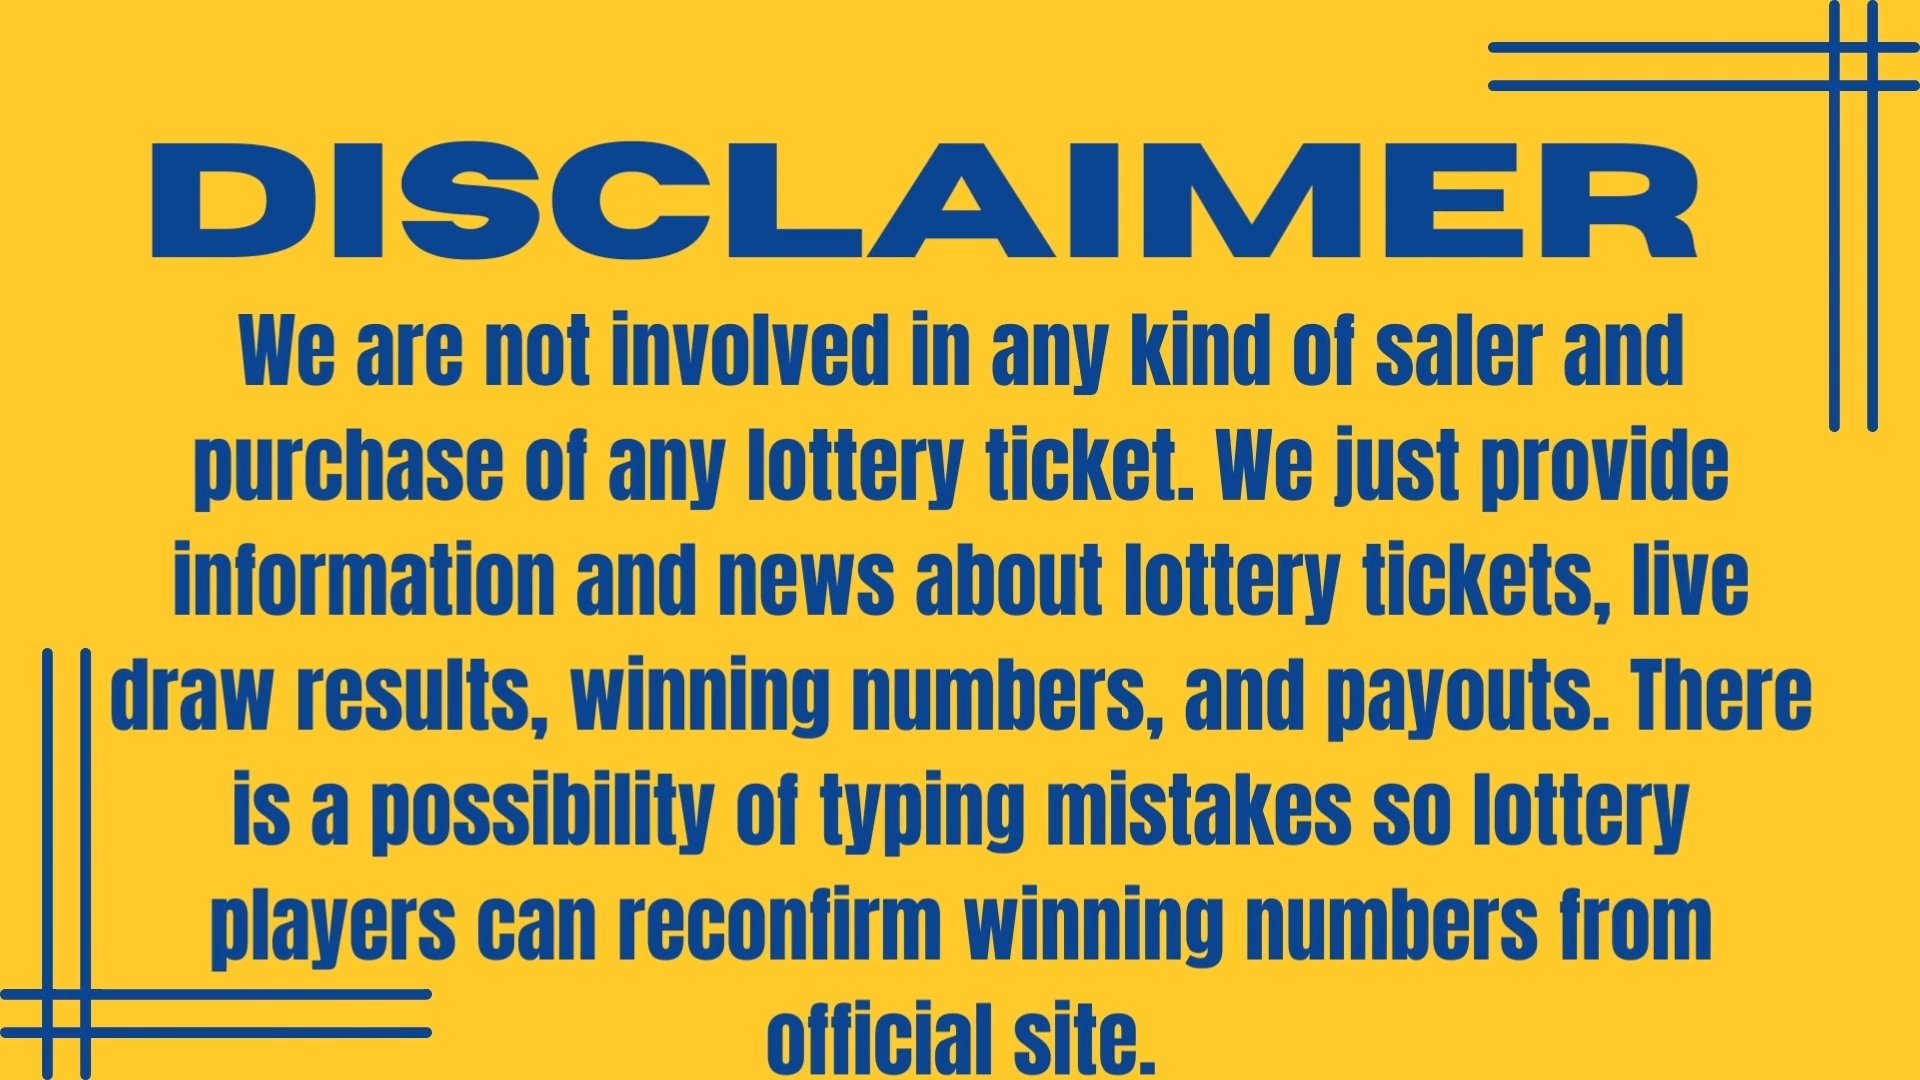 DISCLAIMER
We are not involved in any kind of saler and
purchase of any lottery ticket. We just provide
information and news about lottery tickets, live
draw results, winning numbers, and payouts. There
is a possibility of typing mistakes so lottery
players can reconfirm winning numbers from
official site.